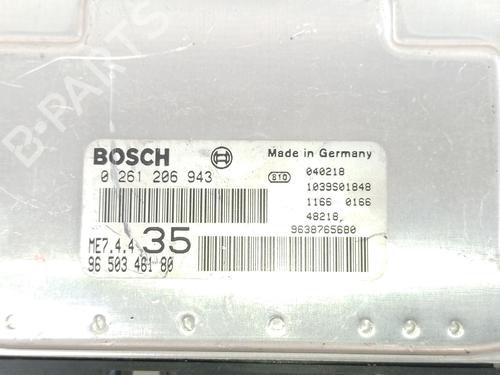 B-PARTS
BOSCH
Made in Germany
0 261 206 943
S10
040218
1039S01848
1166 0166
48218,
9638765680
ME7.4.4
35
96 503 461 80